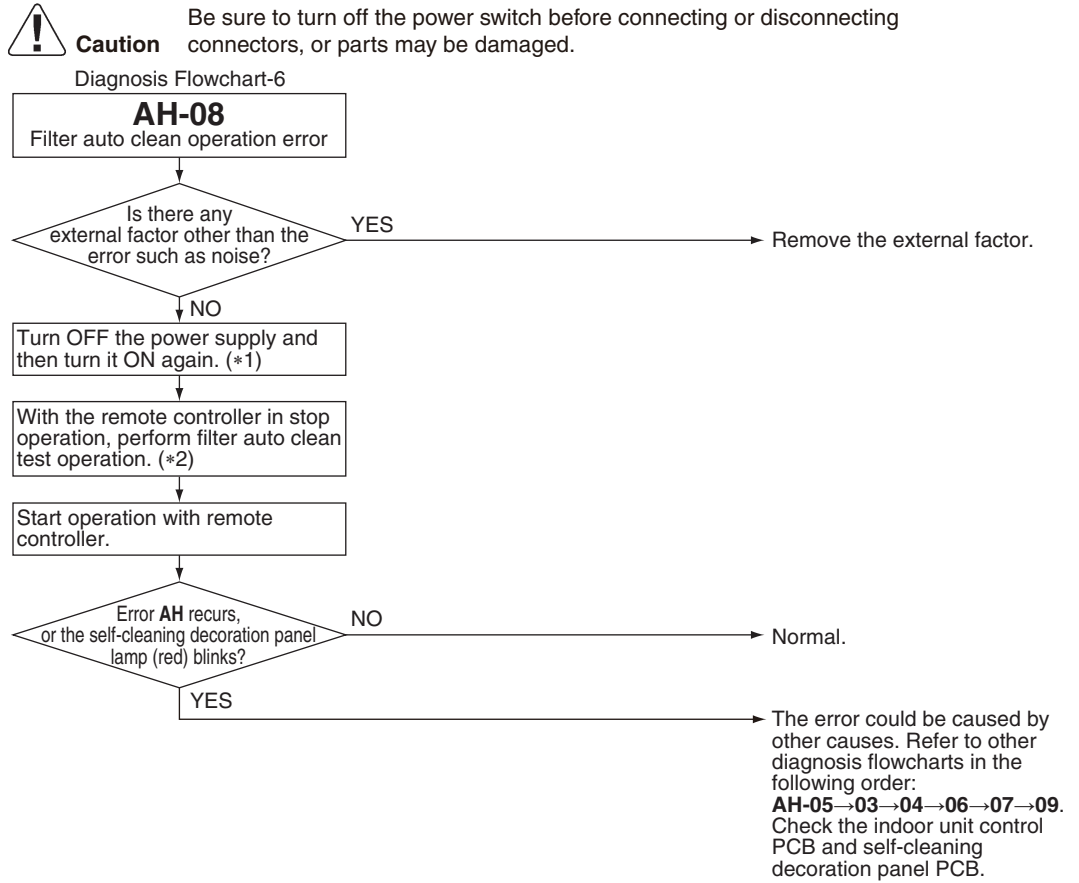 Be sure to turn off the power switch before connecting or disconnecting
Caution connectors, or parts may be damaged.
Diagnosis Flowchart-6
AH-08
Filter auto clean operation error
Is there any
external factor other than the
error such as noise?
YES
Remove the external factor.
NO
Turn OFF the power supply and
then turn it ON again. (*1)
With the remote controller in stop
operation, perform filter auto clean
test operation. (*2)
Start operation with remote
controller.
Error AH recurs,
or the self-cleaning decoration panel
lamp (red) blinks?
NO
Normal.
YES
The error could be caused by
other causes. Refer to other
diagnosis flowcharts in the
following order:
AH-05→03→04→06→07→09.
Check the indoor unit control
PCB and self-cleaning
decoration panel PCB.